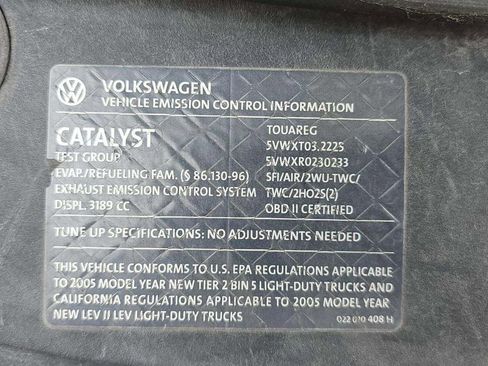 VOLKSWAGEN
VEHICLE EMISSION CONTROL INFORMATION
CATALYST TOUAREG
TEST GROUP 5VWXT03.2225
EVAP./REFUELING FAM. (§ 86.130-96) 5VWXR0230233
EXHAUST EMISSION CONTROL SYSTEM SFI/AIR/2WU-TWC/
TWC/2HO2S(2)
DISPL. 3189 CC OBD II CERTIFIED
TUNE UP SPECIFICATIONS: NO ADJUSTMENTS NEEDED
THIS VEHICLE CONFORMS TO U.S. EPA REGULATIONS APPLICABLE
TO 2005 MODEL YEAR NEW TIER 2 BIN 5 LIGHT-DUTY TRUCKS AND
CALIFORNIA REGULATIONS APPLICABLE TO 2005 MODEL YEAR
NEW LEV II LEV LIGHT-DUTY TRUCKS
022 010 408 H